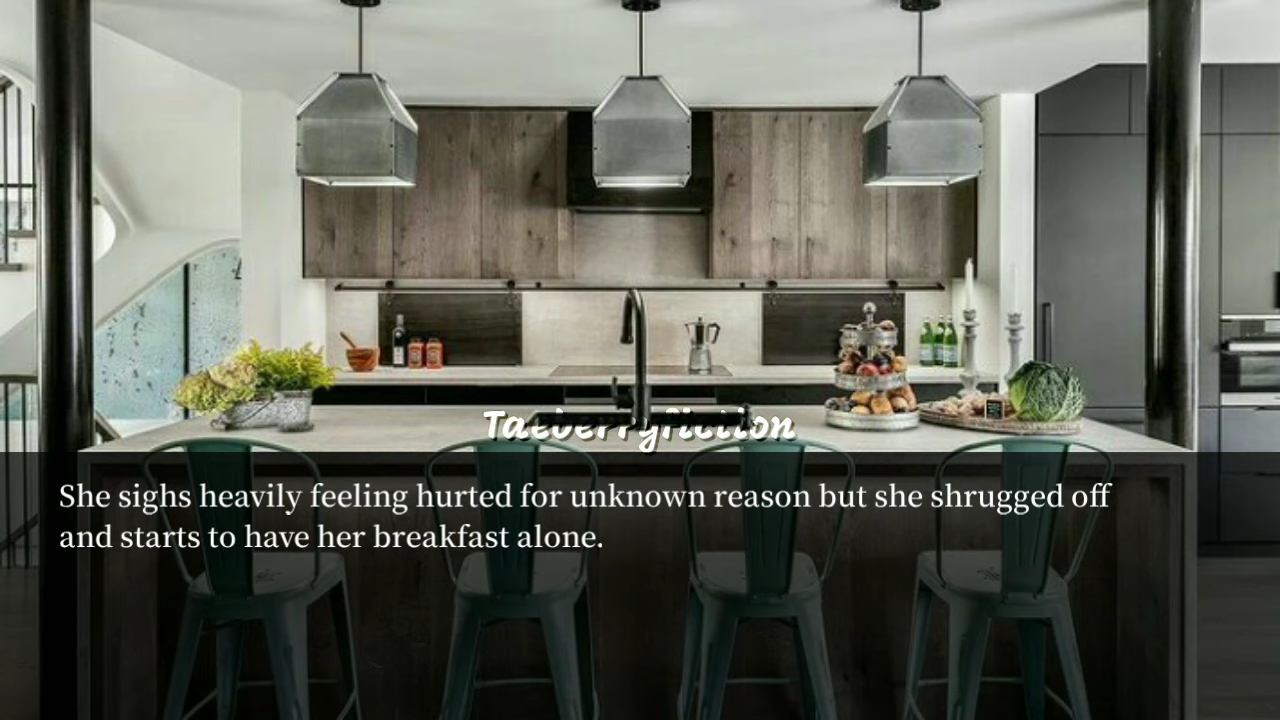 Taeberryfiction
She sighs heavily feeling hurted for unknown reason but she shrugged off
and starts to have her breakfast alone.